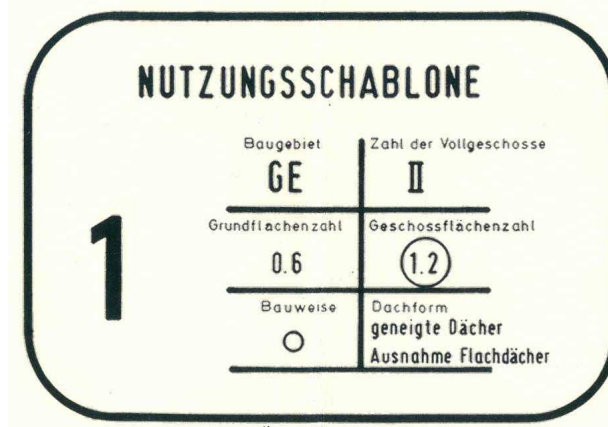 NUTZUNGSSCHABLONE
1
Baugebiet
GE
Zahl der Vollgeschosse
II
Grundflächenzahl
0.6
Geschossflächenzahl
1.2
Bauweise
O
Dachform
geneigte Dächer
Ausnahme Flachdächer